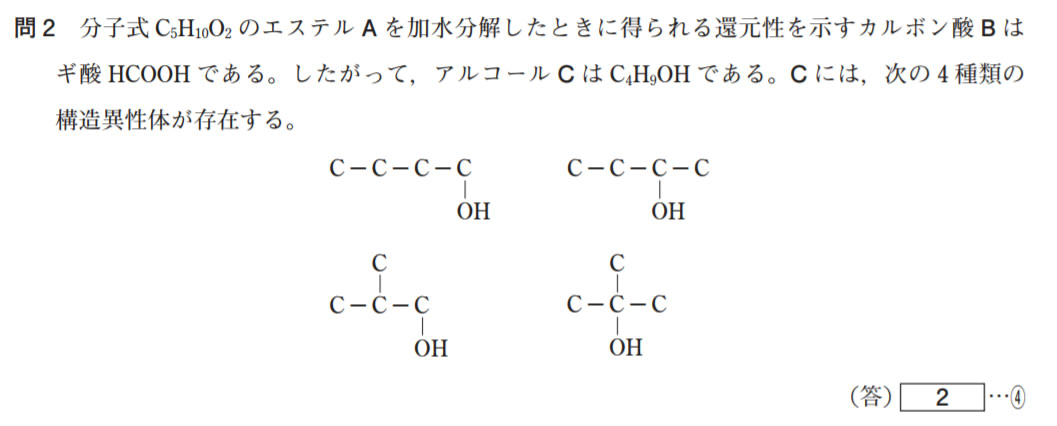 問2 分子式 C₅H₁₀O₂ のエステル A を加水分解したときに得られる還元性を示すカルボン酸 B は
ギ酸 HCOOH である。したがって，アルコール C は C₄H₉OH である。C には，次の 4 種類の
構造異性体が存在する。
C－C－C－C C－C－C－C
OH OH
C C
C－C－C C－C－C
OH OH
(答) 2 …④